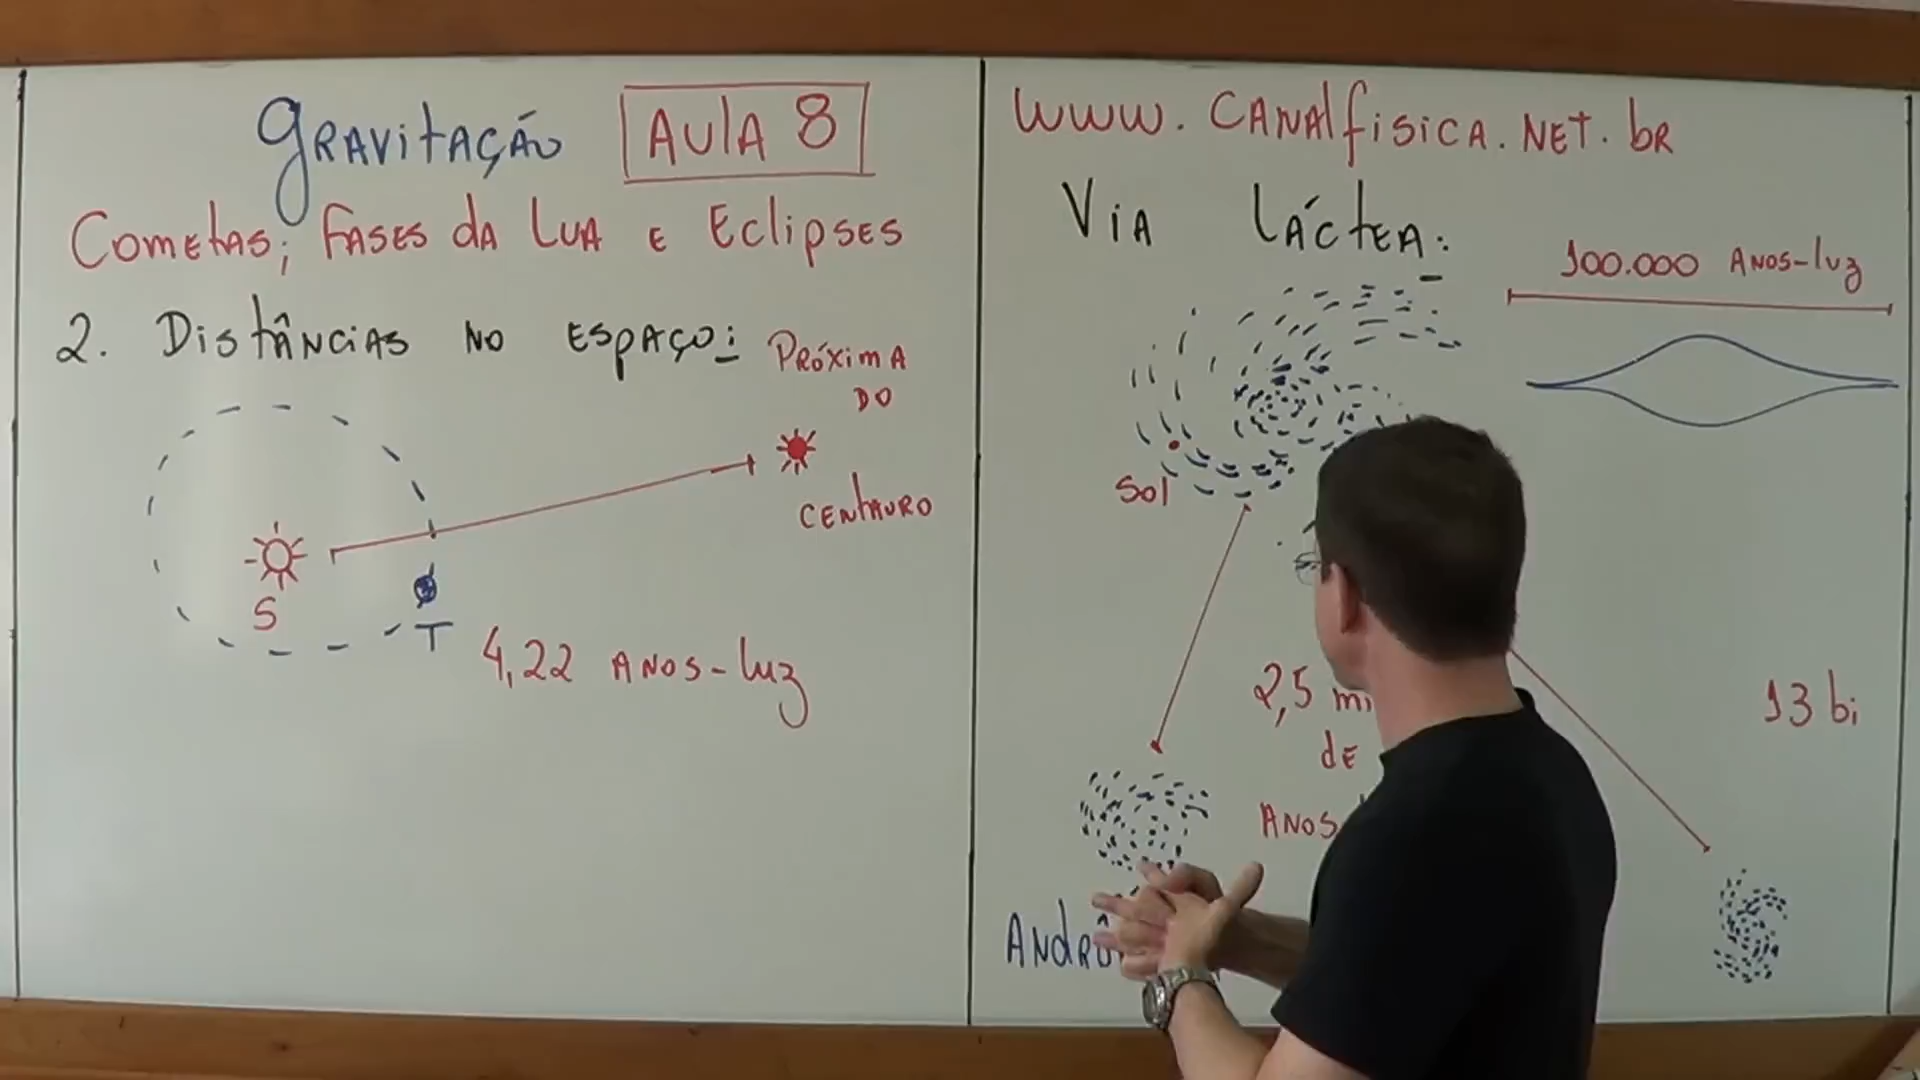 Gravitação Aula 8
Cometas; Fases da Lua e Eclipses
2. Distâncias no espaço:
Próxima
do
Centauro
S
T
4,22 Anos-luz
www.canalfisica.net.br
Via Láctea:
100.000 Anos-luz
Sol
2,5
de
Anos
13 bi